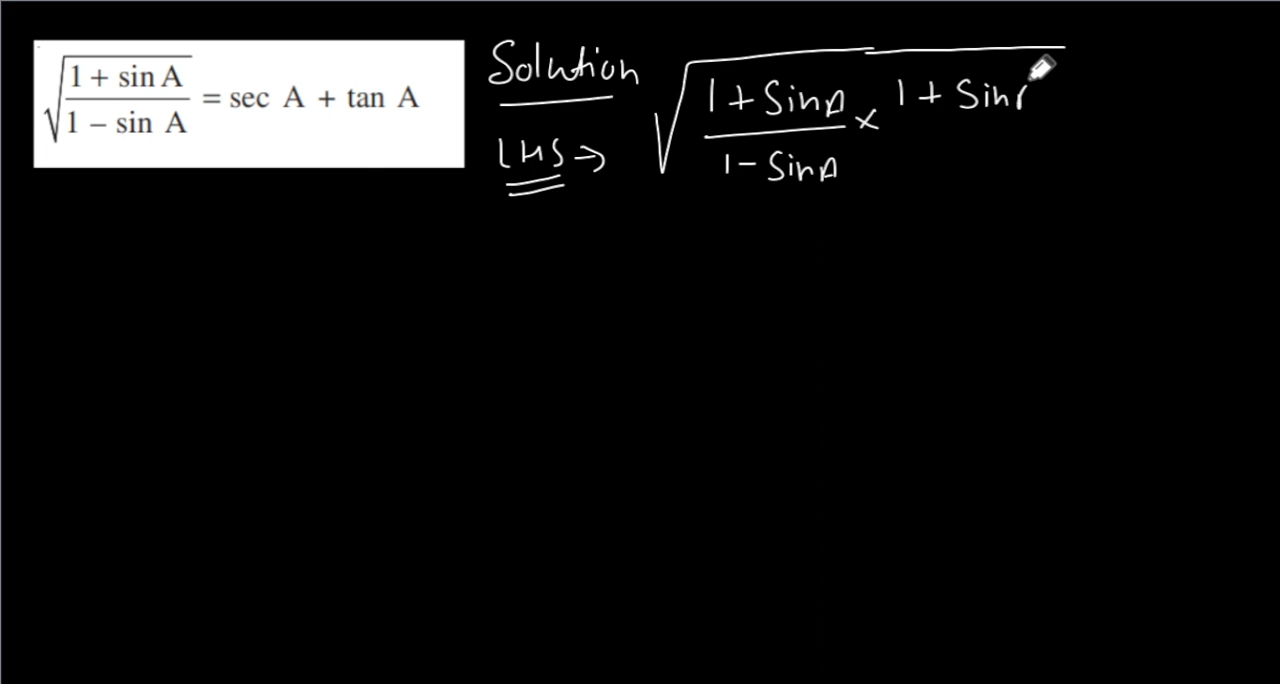 √((1 + sin A)/(1 − sin A)) = sec A + tan A
Solution
LHS ⇒ √((1 + SinA)/(1 - SinA) × 1 + Sin